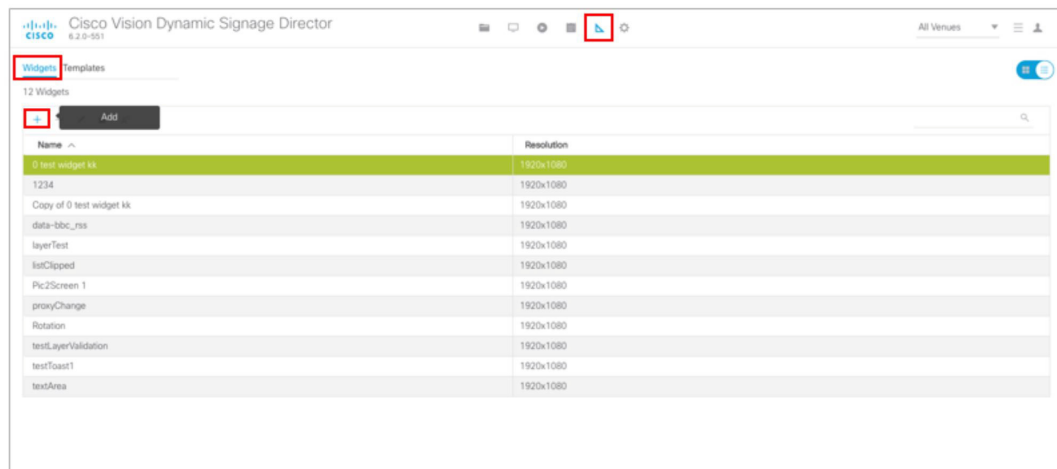 CISCO
Cisco Vision Dynamic Signage Director
6.2.0-551
All Venues
Widgets Templates
12 Widgets
+ Add
Name Resolution
0 test widget kk 1920x1080
1234 1920x1080
Copy of 0 test widget kk 1920x1080
data-bbc_rss 1920x1080
layerTest 1920x1080
listClipped 1920x1080
Pic2Screen 1 1920x1080
proxyChange 1920x1080
Rotation 1920x1080
testLayerValidation 1920x1080
testToast1 1920x1080
textArea 1920x1080